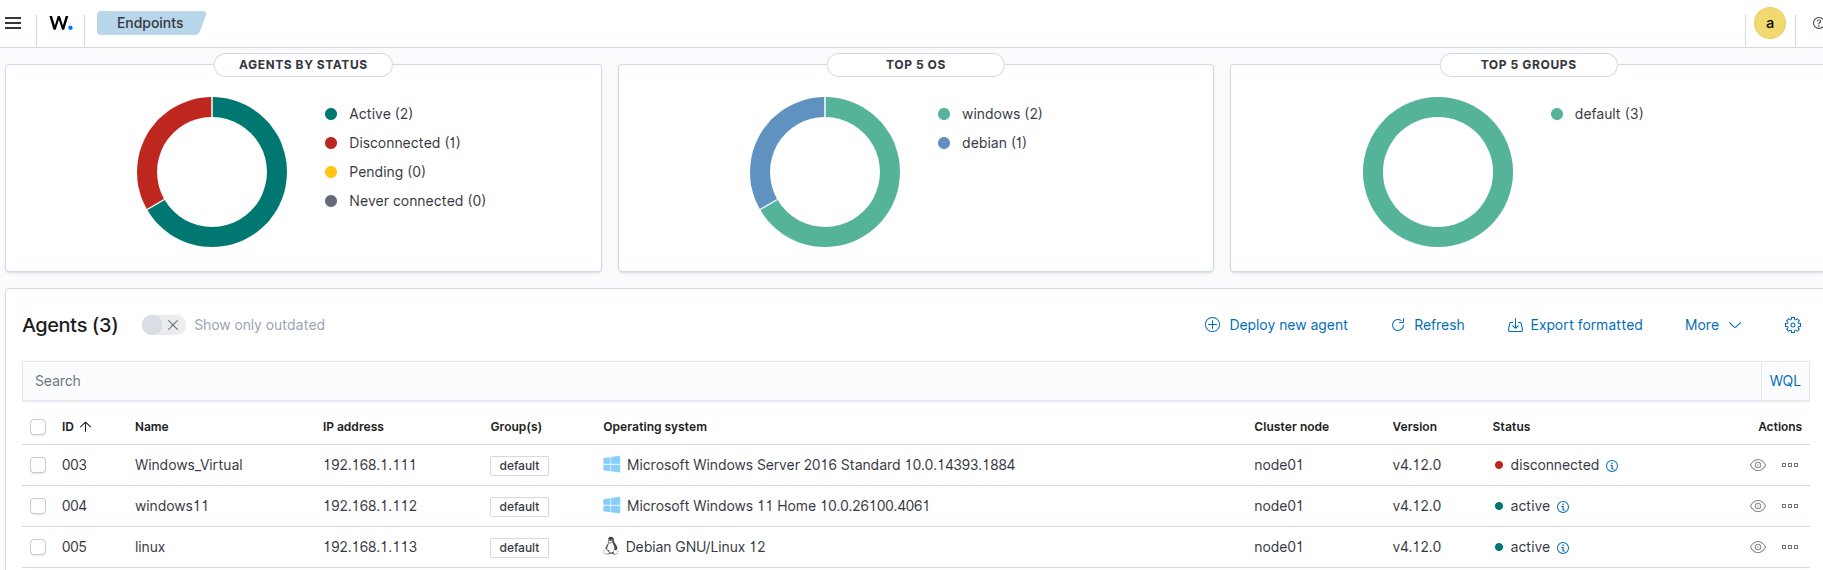 W. Endpoints a
AGENTS BY STATUS TOP 5 OS TOP 5 GROUPS
Active (2) windows (2) default (3)
Disconnected (1) debian (1)
Pending (0)
Never connected (0)
Agents (3) Show only outdated Deploy new agent Refresh Export formatted More
Search WQL
ID Name IP address Group(s) Operating system Cluster node Version Status Actions
003 Windows_Virtual 192.168.1.111 default Microsoft Windows Server 2016 Standard 10.0.14393.1884 node01 v4.12.0 disconnected
004 windows11 192.168.1.112 default Microsoft Windows 11 Home 10.0.26100.4061 node01 v4.12.0 active
005 linux 192.168.1.113 default Debian GNU/Linux 12 node01 v4.12.0 active